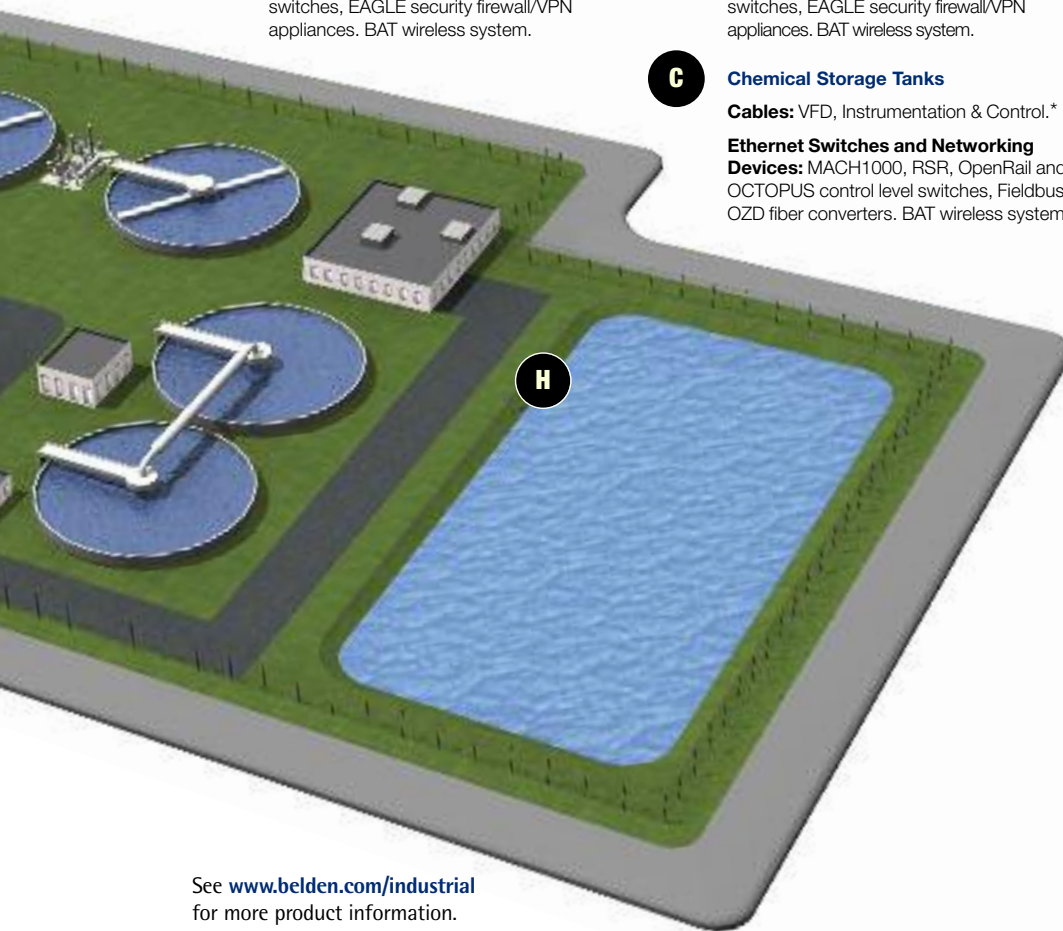 switches, EAGLE security firewall/VPN
appliances. BAT wireless system.
switches, EAGLE security firewall/VPN
appliances. BAT wireless system.
C
Chemical Storage Tanks
Cables: VFD, Instrumentation & Control.*
Ethernet Switches and Networking
Devices: MACH1000, RSR, OpenRail and
OCTOPUS control level switches, Fieldbus
OZD fiber converters. BAT wireless system
H
See www.belden.com/industrial
for more product information.